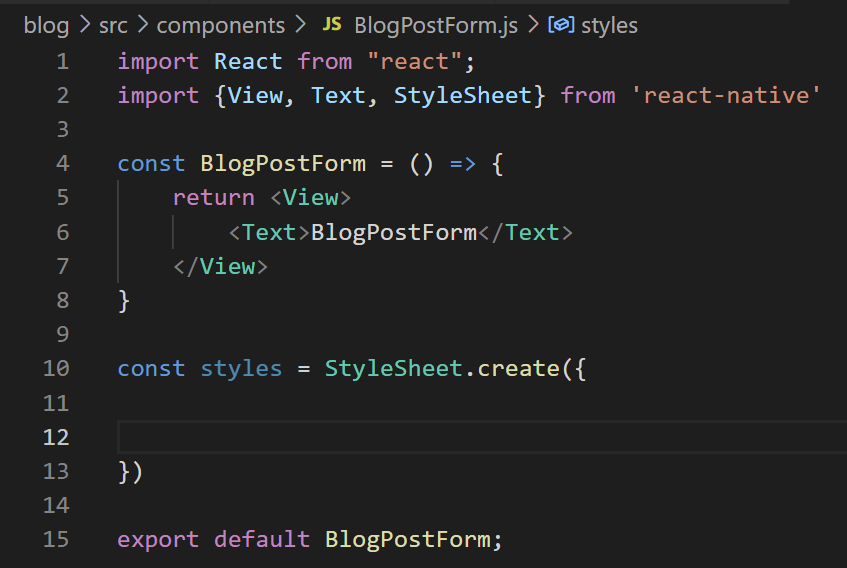 blog > src > components > JS BlogPostForm.js > styles
1 import React from "react";
2 import {View, Text, StyleSheet} from 'react-native'
3
4 const BlogPostForm = () => {
5     return <View>
6         <Text>BlogPostForm</Text>
7     </View>
8 }
9
10 const styles = StyleSheet.create({
11
12
13 })
14
15 export default BlogPostForm;